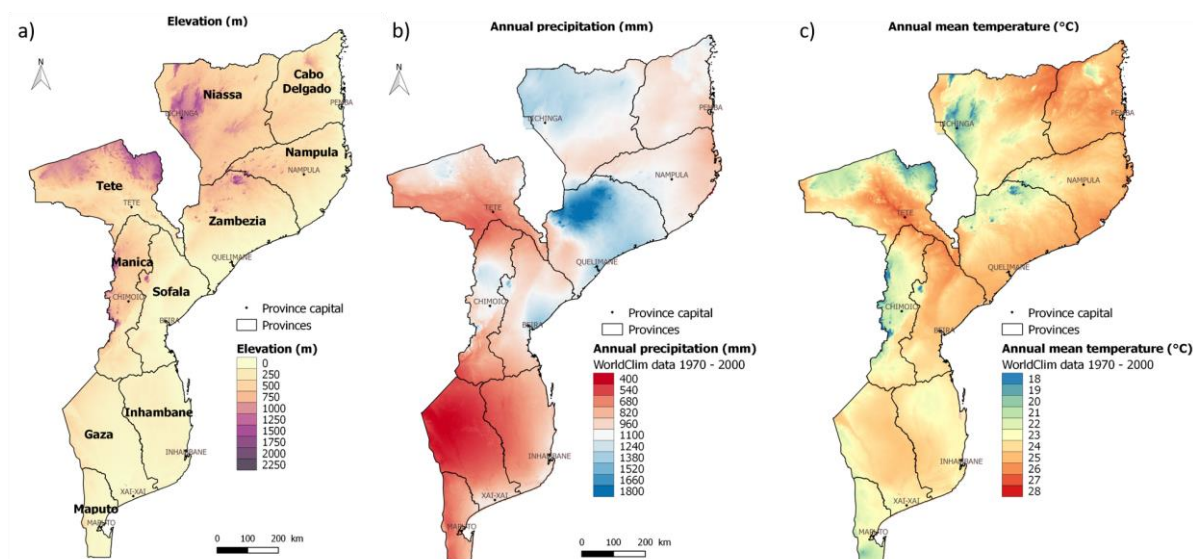 a)
Elevation (m)
N
Niassa
Cabo
Delgado
PEMBA
LICHINGA
Nampula
NAMPULA
Tete
TETE
Zambezia
QUELIMANE
Manica
Sofala
CHIMOIO
BEIRA
Province capital
Provinces
Elevation (m)
0
250
500
750
1000
1250
1500
1750
2000
2250
Inhambane
Gaza
INHAMBANE
XAI-XAI
Maputo
MAPUTO
0 100 200 km
b)
Annual precipitation (mm)
N
LICHINGA
PEMBA
NAMPULA
TETE
QUELIMANE
CHIMOIO
BEIRA
Province capital
Provinces
Annual precipitation (mm)
WorldClim data 1970 - 2000
400
540
680
820
960
1100
1240
1380
1520
1660
1800
INHAMBANE
XAI-XAI
MAPUTO
0 100 200 km
c)
Annual mean temperature (°C)
N
LICHINGA
PEMBA
NAMPULA
TETE
QUELIMANE
CHIMOIO
BEIRA
Province capital
Provinces
Annual mean temperature (°C)
WorldClim data 1970 - 2000
18
19
20
21
22
23
24
25
26
27
28
INHAMBANE
XAI-XAI
MAPUTO
0 100 200 km